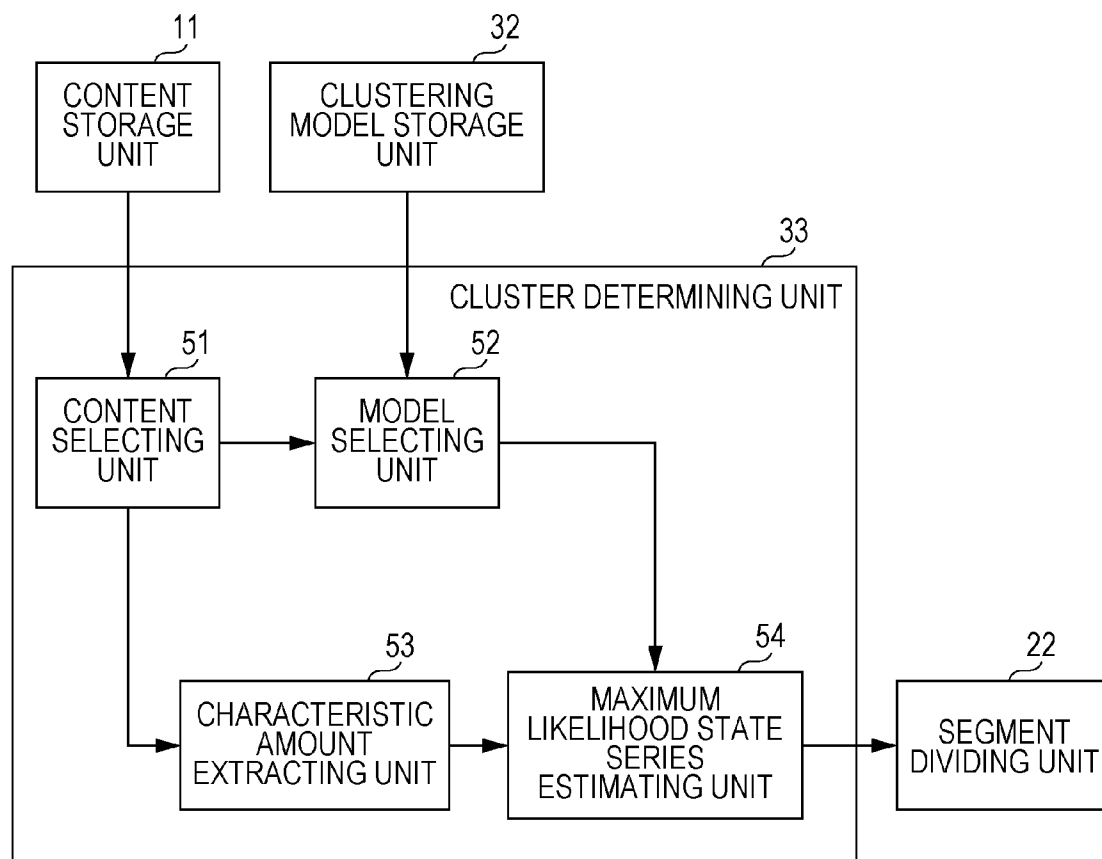 11
CONTENT
STORAGE
UNIT
32
CLUSTERING
MODEL STORAGE
UNIT
33
CLUSTER DETERMINING UNIT
51
CONTENT
SELECTING
UNIT
52
MODEL
SELECTING
UNIT
53
CHARACTERISTIC
AMOUNT
EXTRACTING UNIT
54
MAXIMUM
LIKELIHOOD STATE
SERIES
ESTIMATING UNIT
22
SEGMENT
DIVIDING UNIT